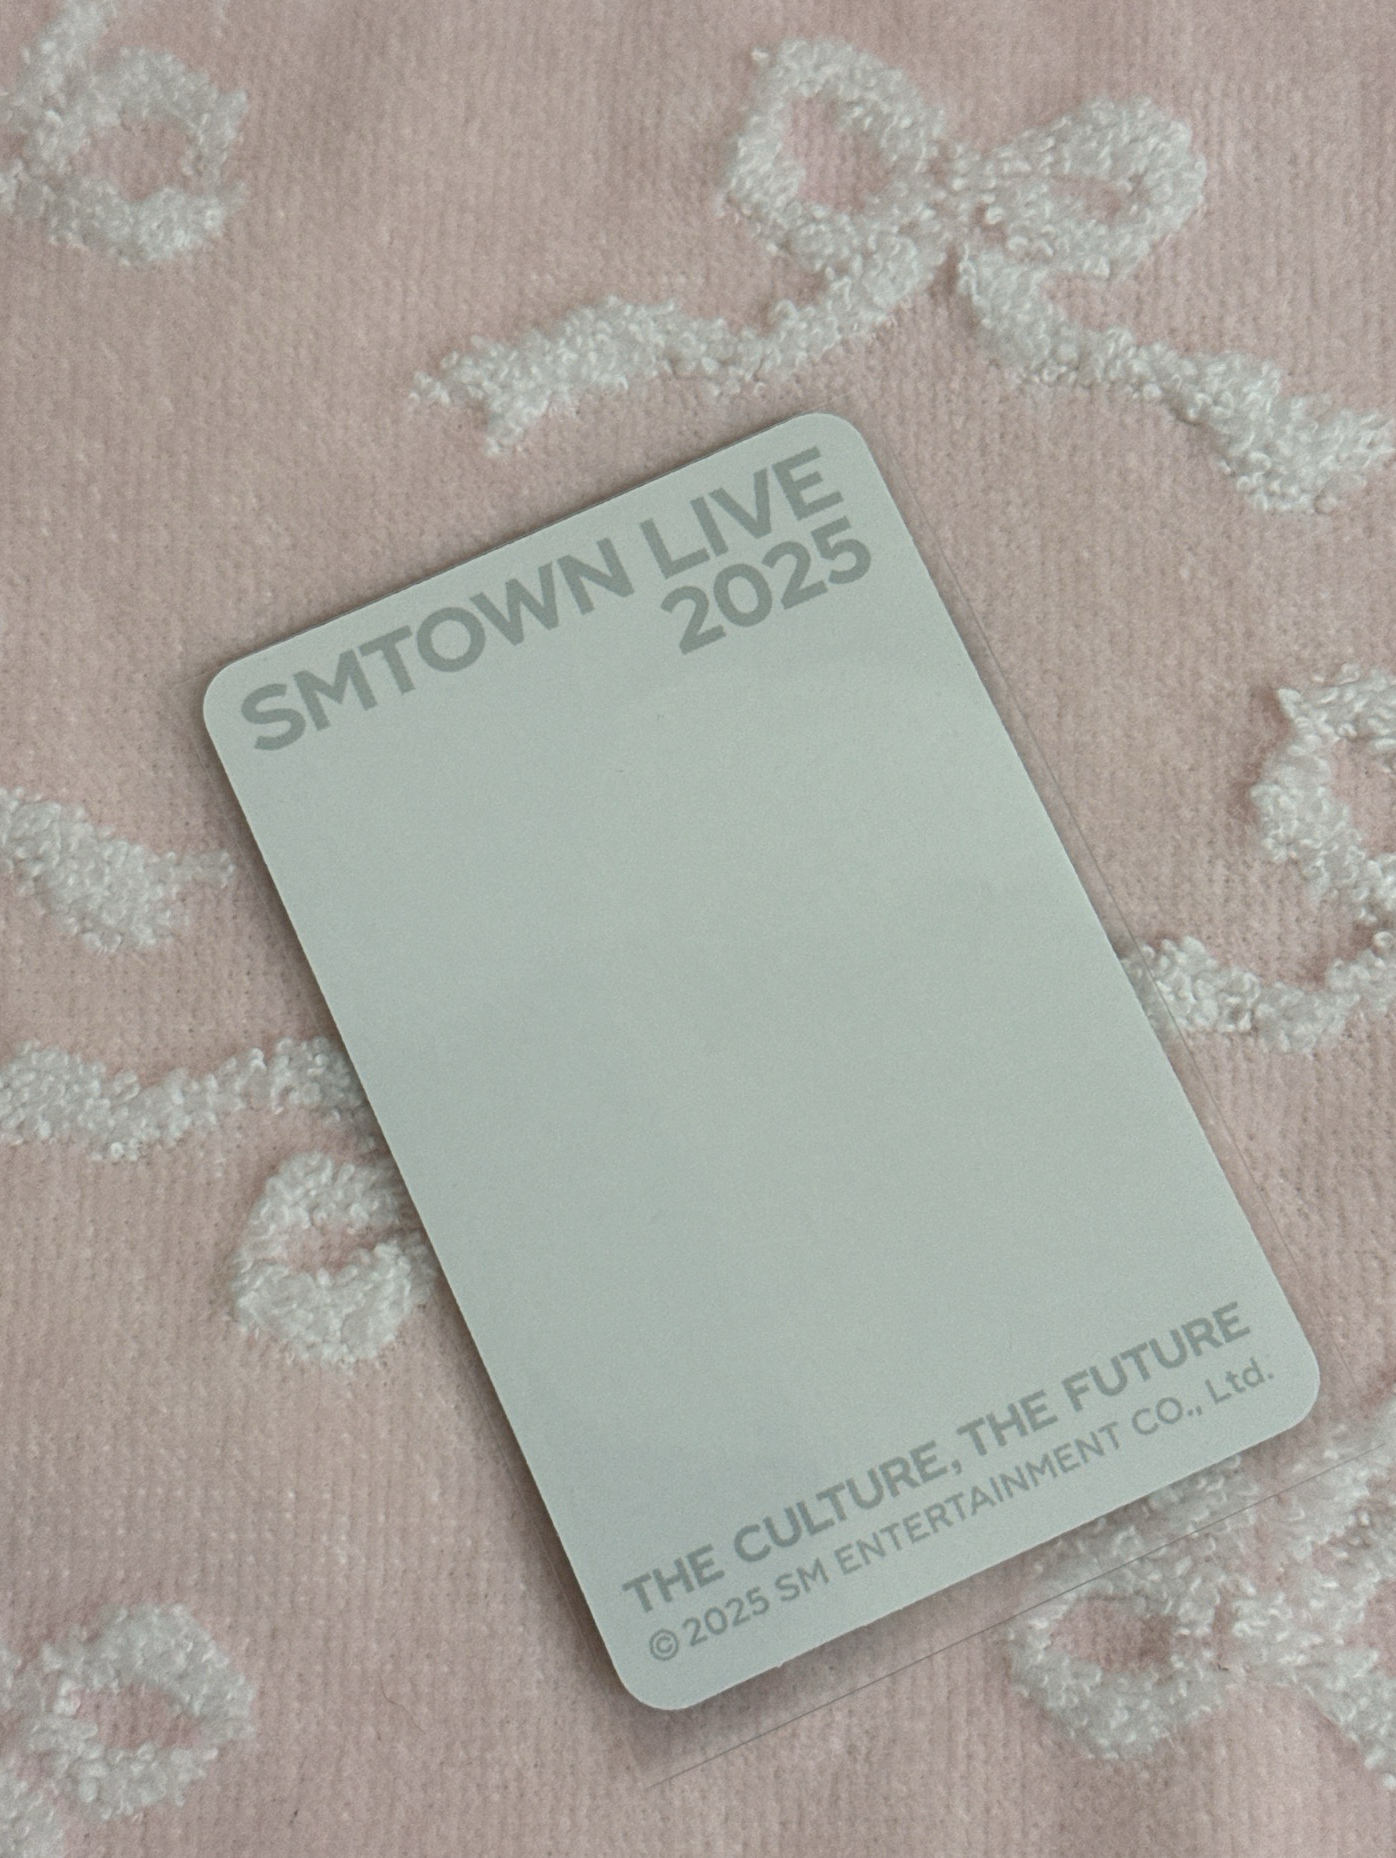 SMTOWN LIVE
2025
THE CULTURE, THE FUTURE
© 2025 SM ENTERTAINMENT CO., Ltd.